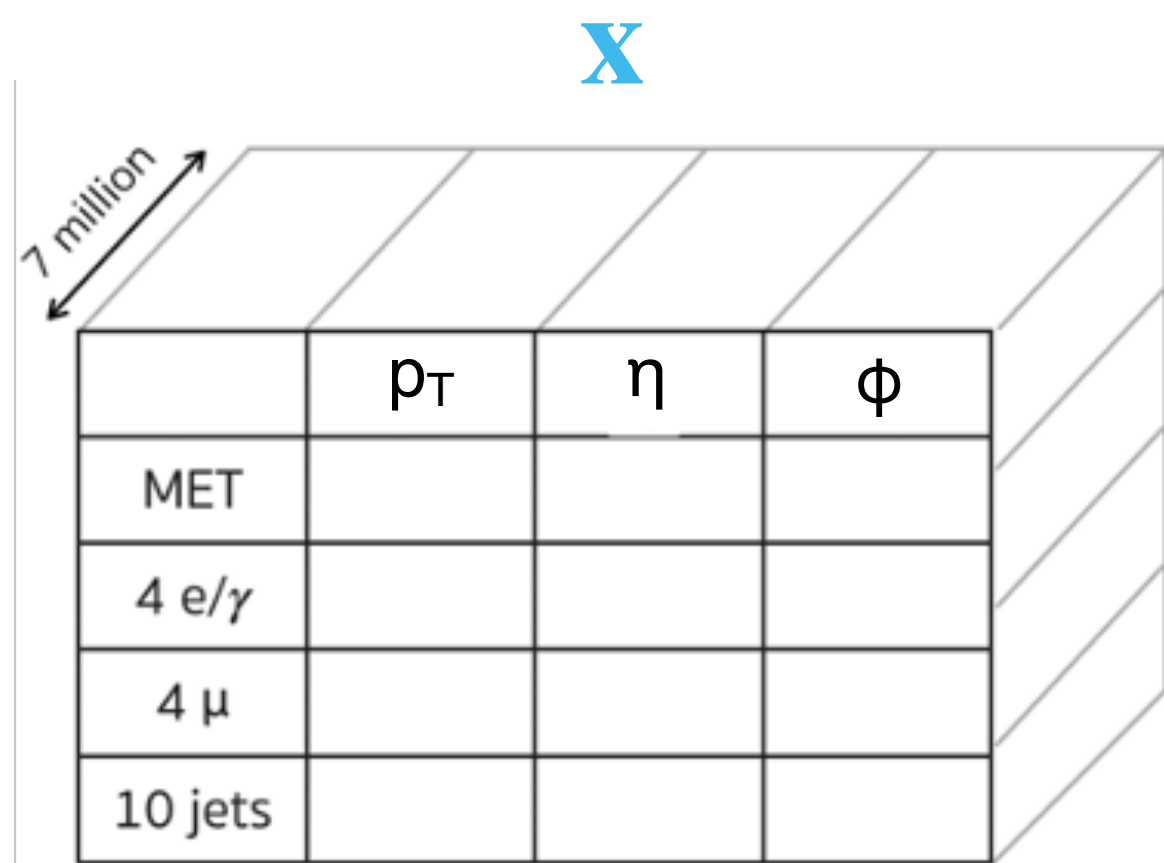 X
7 million
pT η ϕ
MET
4 e/γ
4 μ
10 jets